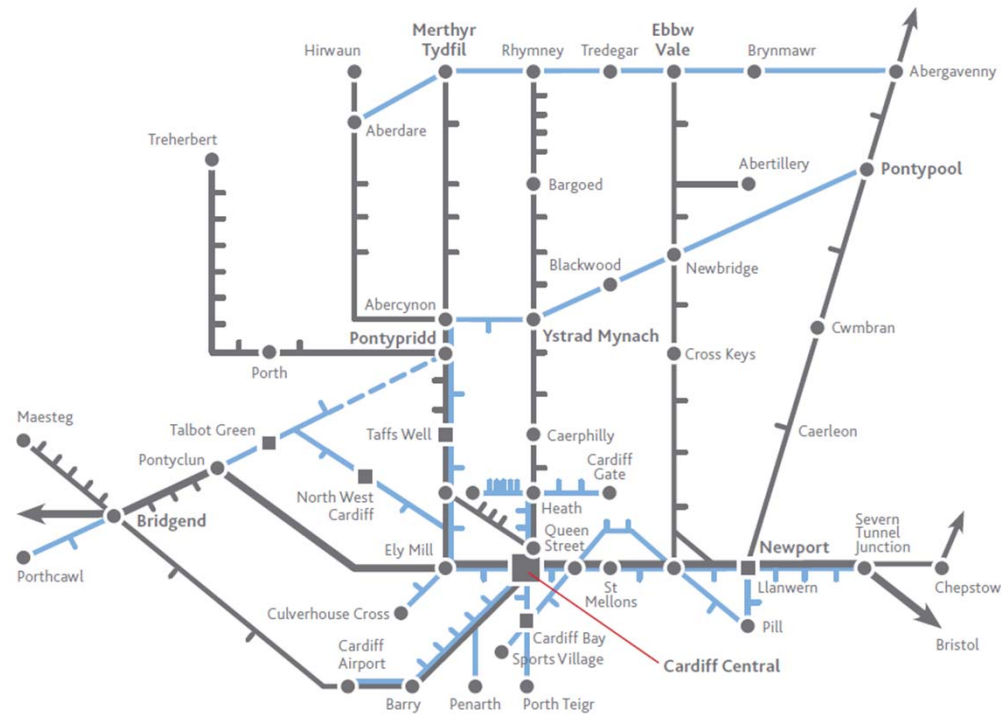 Merthyr
Tydfil
Ebbw
Vale
Hirwaun
Rhymney
Tredegar
Brynmawr
Abergavenny
Aberdare
Treherbert
Bargoed
Abertillery
Pontypool
Blackwood
Newbridge
Abercynon
Pontypridd
Ystrad Mynach
Cwmbran
Porth
Cross Keys
Maesteg
Talbot Green
Taffs Well
Caerphilly
Caerleon
Pontyclun
Cardiff
Gate
North West
Cardiff
Heath
Bridgend
Queen
Street
Severn
Tunnel
Junction
Ely Mill
Newport
Porthcawl
St
Mellons
Llanwern
Chepstow
Culverhouse Cross
Pill
Cardiff Bay
Bristol
Cardiff
Airport
Sports Village
Cardiff Central
Barry
Penarth
Porth Teigr